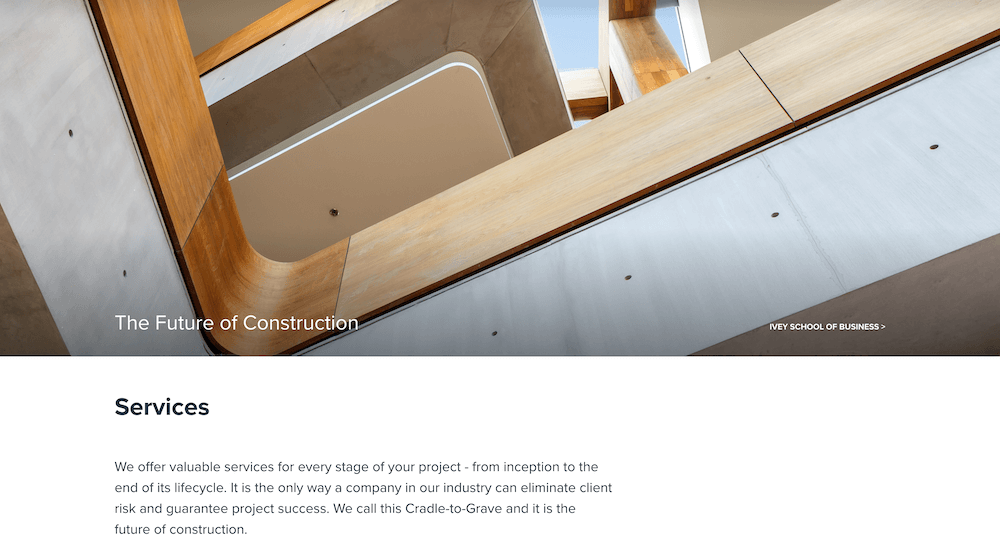 The Future of Construction
IVEY SCHOOL OF BUSINESS >
Services
We offer valuable services for every stage of your project - from inception to the
end of its lifecycle. It is the only way a company in our industry can eliminate client
risk and guarantee project success. We call this Cradle-to-Grave and it is the
future of construction.